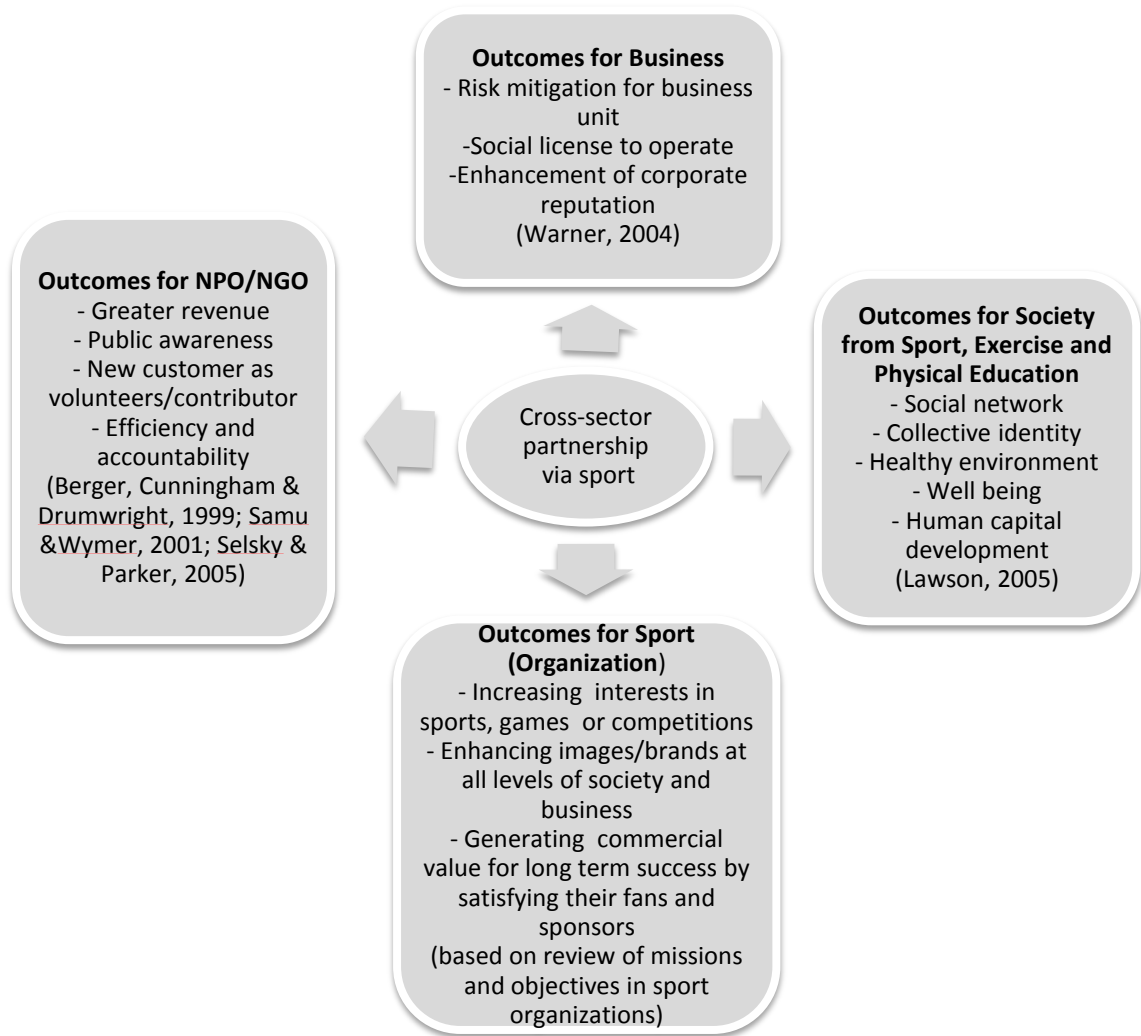 Outcomes for Business
- Risk mitigation for business
unit
-Social license to operate
-Enhancement of corporate
reputation
(Warner, 2004)
Outcomes for NPO/NGO
- Greater revenue
- Public awareness
- New customer as
volunteers/contributor
- Efficiency and
accountability
(Berger, Cunningham &
Drumwright, 1999; Samu
&Wymer, 2001; Selsky &
Parker, 2005)
Cross-sector
partnership
via sport
Outcomes for Society
from Sport, Exercise and
Physical Education
- Social network
- Collective identity
- Healthy environment
- Well being
- Human capital
development
(Lawson, 2005)
Outcomes for Sport
(Organization)
- Increasing interests in
sports, games or competitions
- Enhancing images/brands at
all levels of society and
business
- Generating commercial
value for long term success by
satisfying their fans and
sponsors
(based on review of missions
and objectives in sport
organizations)